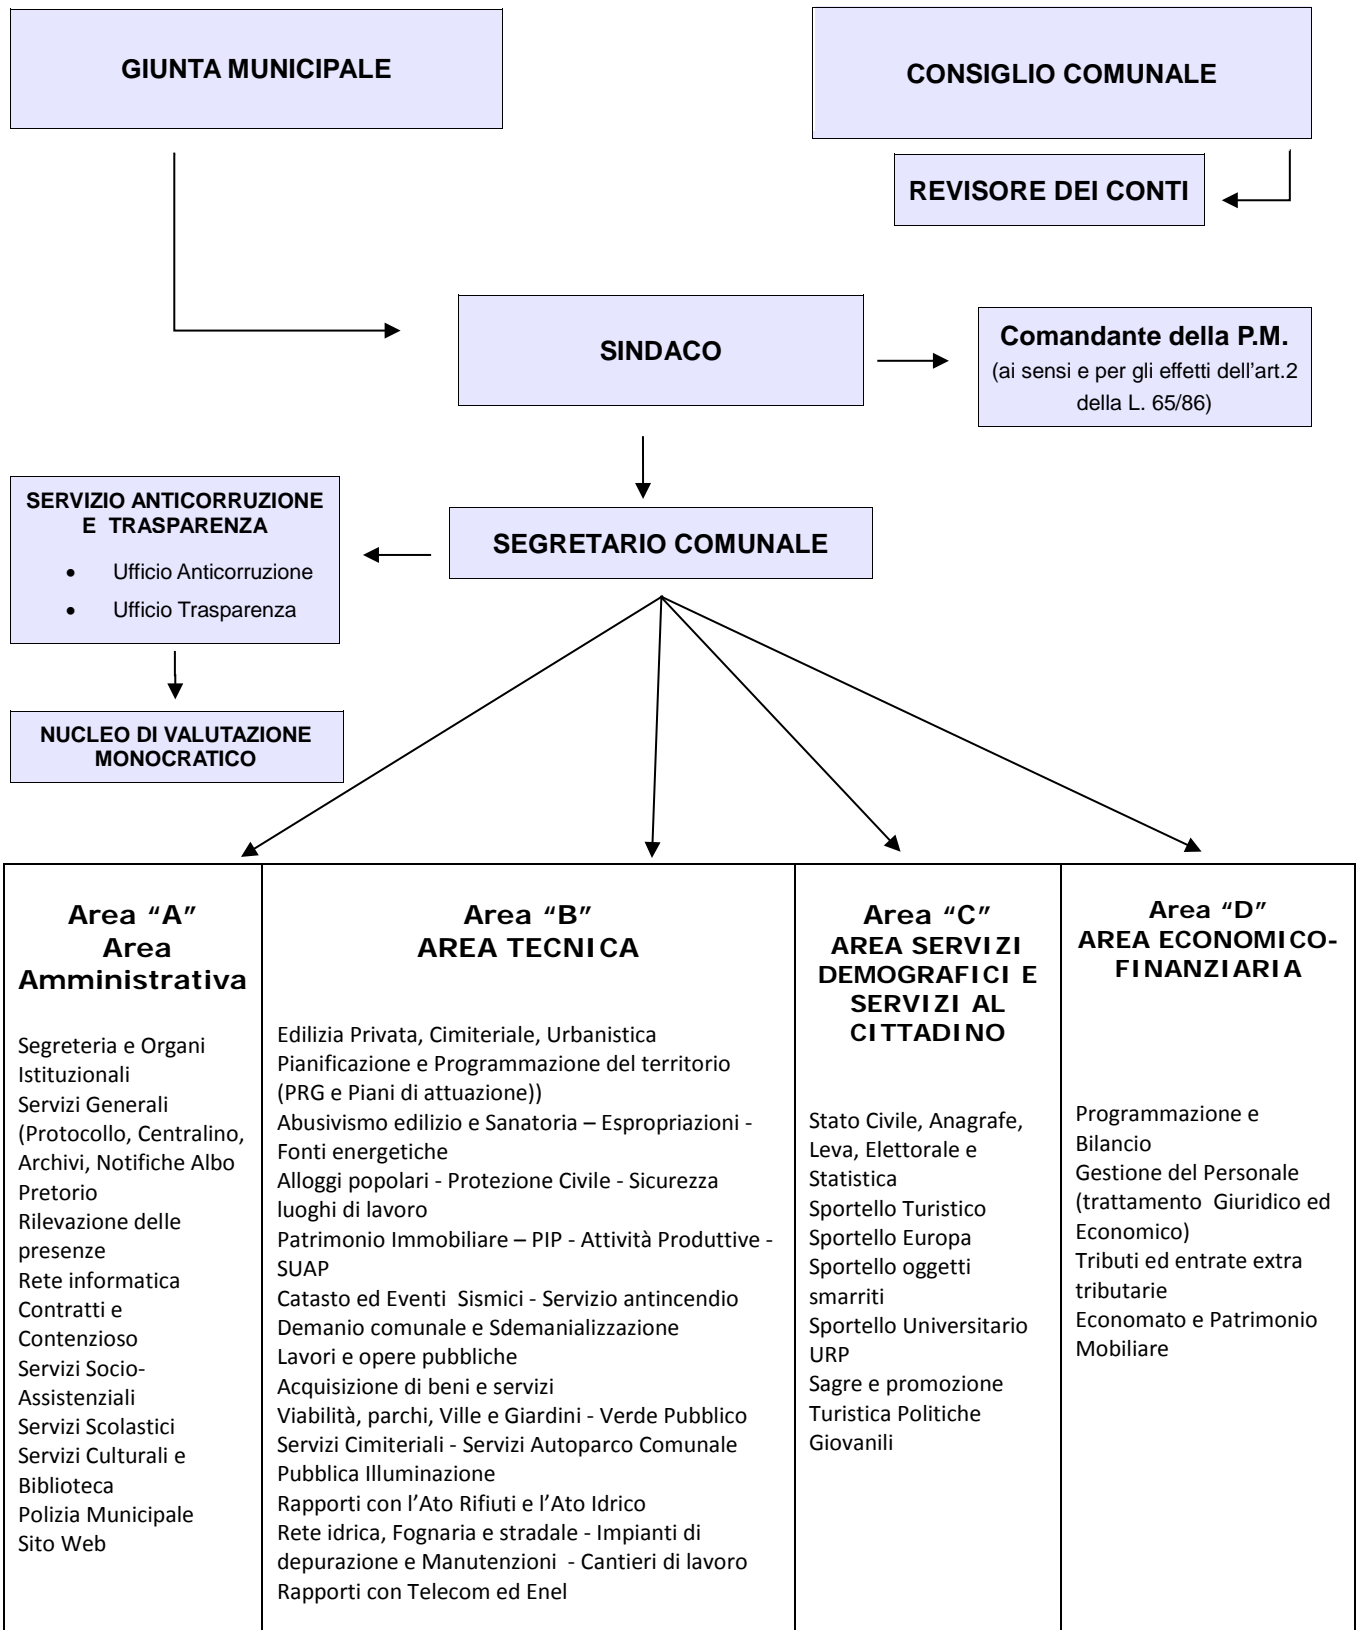 GIUNTA MUNICIPALE
CONSIGLIO COMUNALE
REVISORE DEI CONTI
SINDACO
Comandante della P.M.
(ai sensi e per gli effetti dell'art.2
della L. 65/86)
SERVIZIO ANTICORRUZIONE
E TRASPARENZA
• Ufficio Anticorruzione
• Ufficio Trasparenza
SEGRETARIO COMUNALE
NUCLEO DI VALUTAZIONE
MONOCRATICO
Area “A”
Area
Amministrativa
Segreteria e Organi
Istituzionali
Servizi Generali
(Protocollo, Centralino,
Archivi, Notifiche Albo
Pretorio
Rilevazione delle
presenze
Rete informatica
Contratti e
Contenzioso
Servizi Socio-
Assistenziali
Servizi Scolastici
Servizi Culturali e
Biblioteca
Polizia Municipale
Sito Web
Area “B”
AREA TECNICA
Edilizia Privata, Cimiteriale, Urbanistica
Pianificazione e Programmazione del territorio
(PRG e Piani di attuazione))
Abusivismo edilizio e Sanatoria – Espropriazioni -
Fonti energetiche
Alloggi popolari - Protezione Civile - Sicurezza
luoghi di lavoro
Patrimonio Immobiliare – PIP - Attività Produttive -
SUAP
Catasto ed Eventi Sismici - Servizio antincendio
Demanio comunale e Sdemanializzazione
Lavori e opere pubbliche
Acquisizione di beni e servizi
Viabilità, parchi, Ville e Giardini - Verde Pubblico
Servizi Cimiteriali - Servizi Autoparco Comunale
Pubblica Illuminazione
Rapporti con l’Ato Rifiuti e l’Ato Idrico
Rete idrica, Fognaria e stradale - Impianti di
depurazione e Manutenzioni - Cantieri di lavoro
Rapporti con Telecom ed Enel
Area “C”
AREA SERVIZI
DEMOGRAFICI E
SERVIZI AL
CITTADINO
Stato Civile, Anagrafe,
Leva, Elettorale e
Statistica
Sportello Turistico
Sportello Europa
Sportello oggetti
smarriti
Sportello Universitario
URP
Sagre e promozione
Turistica Politiche
Giovanili
Area “D”
AREA ECONOMICO-
FINANZIARIA
Programmazione e
Bilancio
Gestione del Personale
(trattamento Giuridico ed
Economico)
Tributi ed entrate extra
tributarie
Economato e Patrimonio
Mobiliare